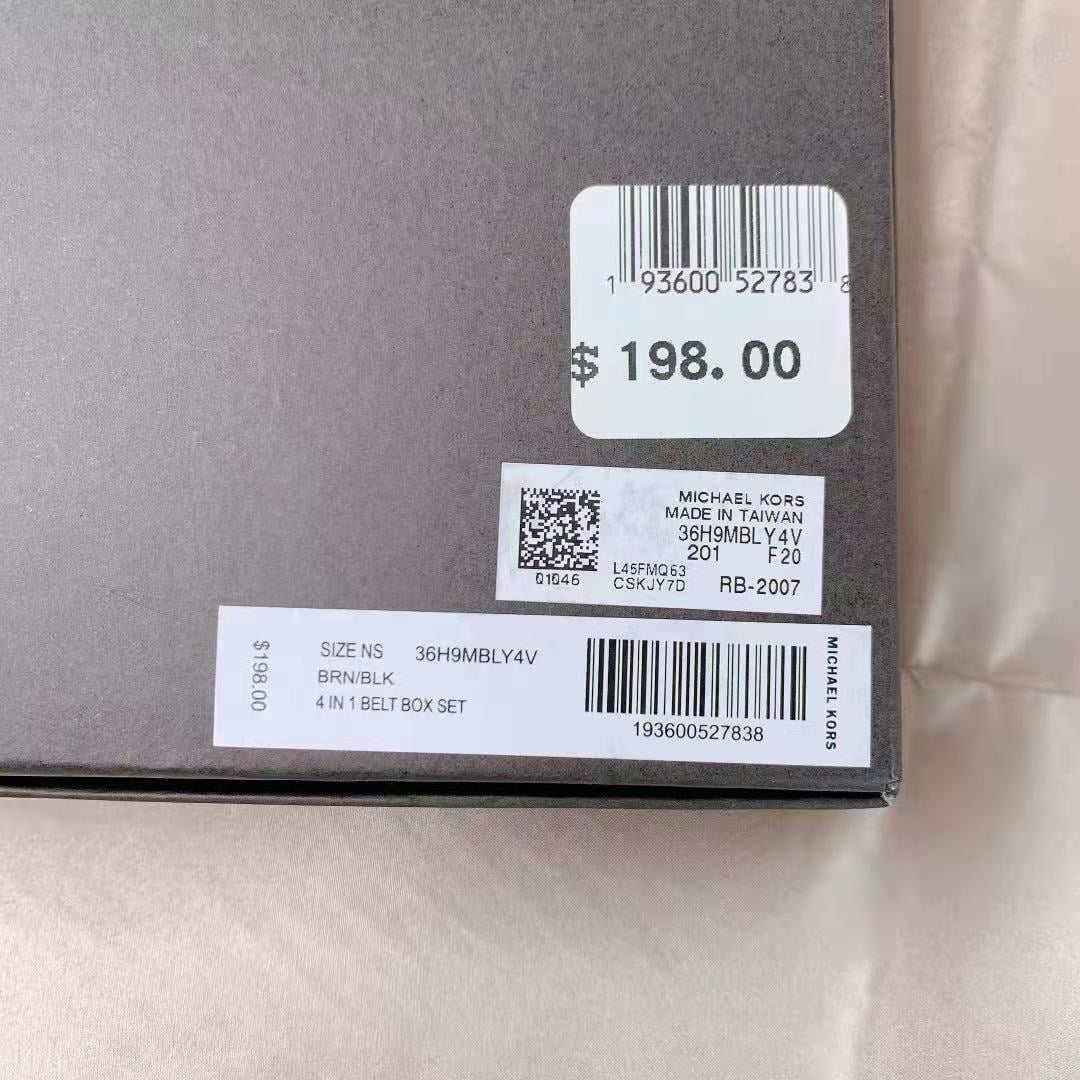 1 93600 52783 8
$ 198.00
MICHAEL KORS
MADE IN TAIWAN
36H9MBLY4V
201 F20
L45FMQ63
01046 CSKJY7D RB-2007
$198.00
SIZE NS 36H9MBLY4V
BRN/BLK
4 IN 1 BELT BOX SET
193600527838
MICHAEL KORS